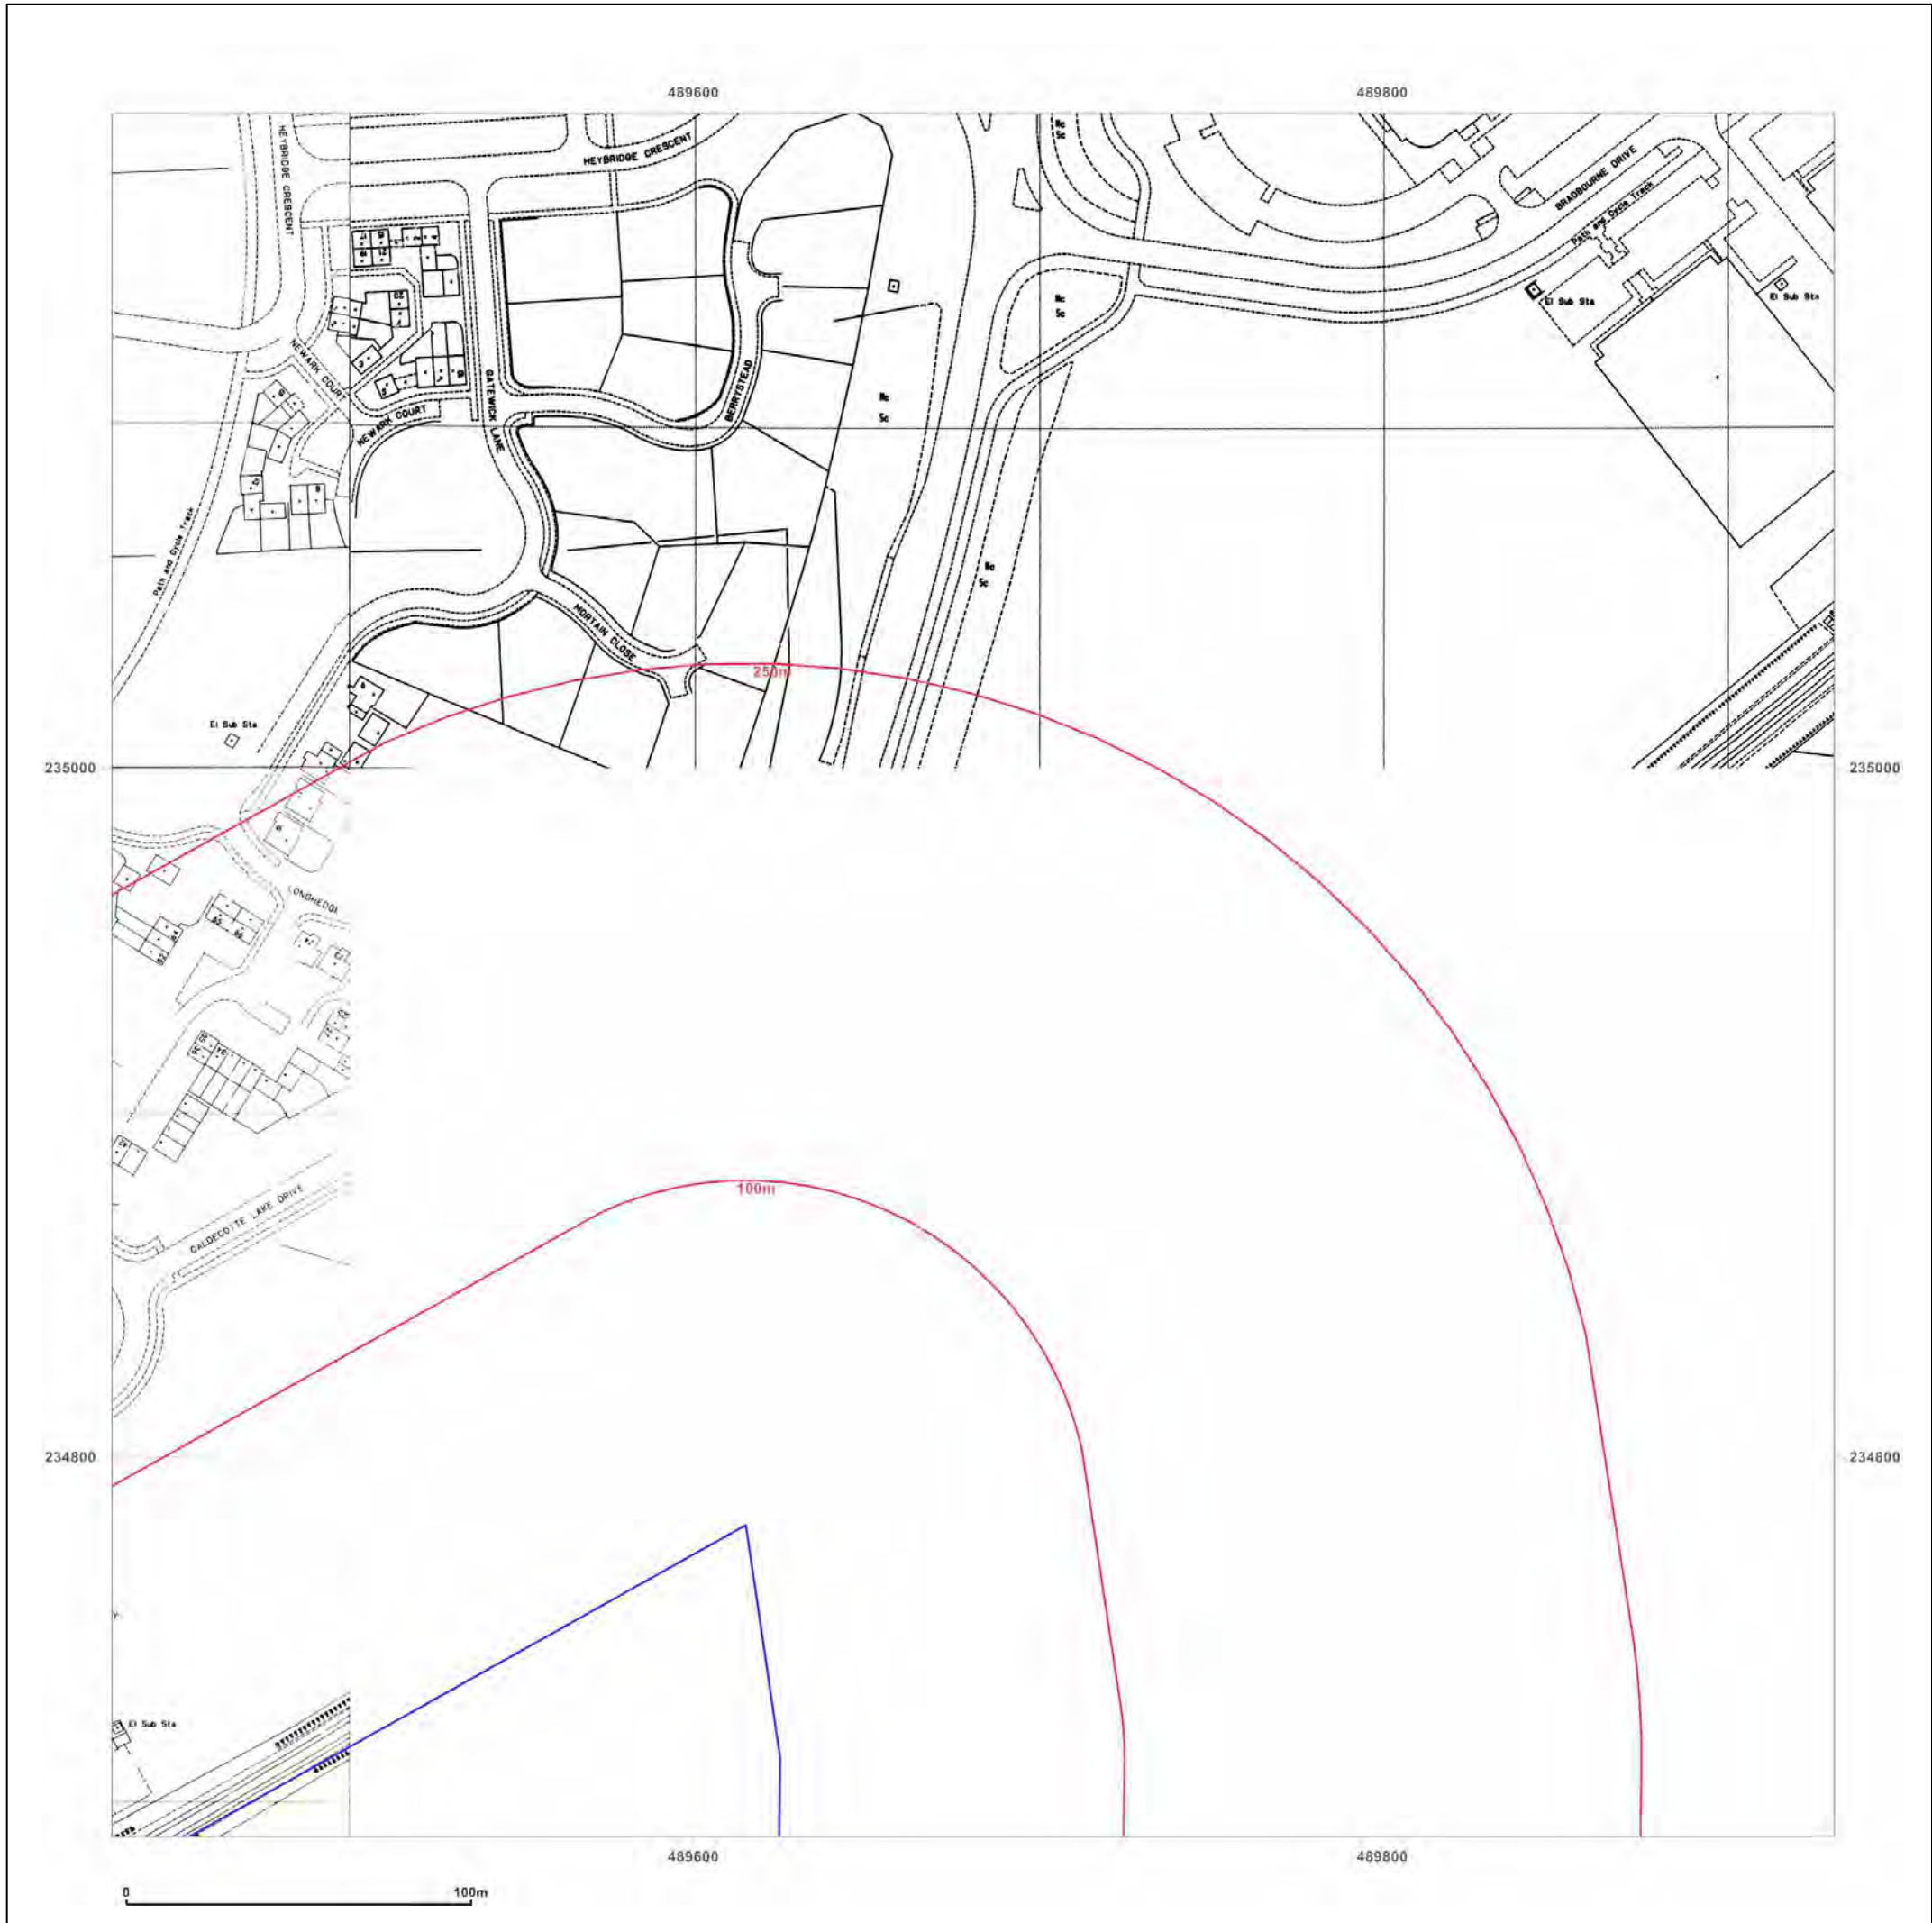 489600
489800
HEYBRIDGE CRESCENT
HEYBRIDGE CRESCENT
Nc
Sc
BRADBOURNE DRIVE
Path and Cycle Track
El Sub Sta
El Sub Sta
Nc
Sc
NEWARK COURT
NEWARK COURT
GATEWICK LANE
BERRYSTEAD
Nc
Sc
Path and Cycle Track
Nc
Sc
MORTAIN CLOSE
250m
El Sub Sta
235000
235000
LONGHEDGE
CALDECOTTE LAKE DRIVE
100m
234800
234800
El Sub Sta
489600
489800
0
100m